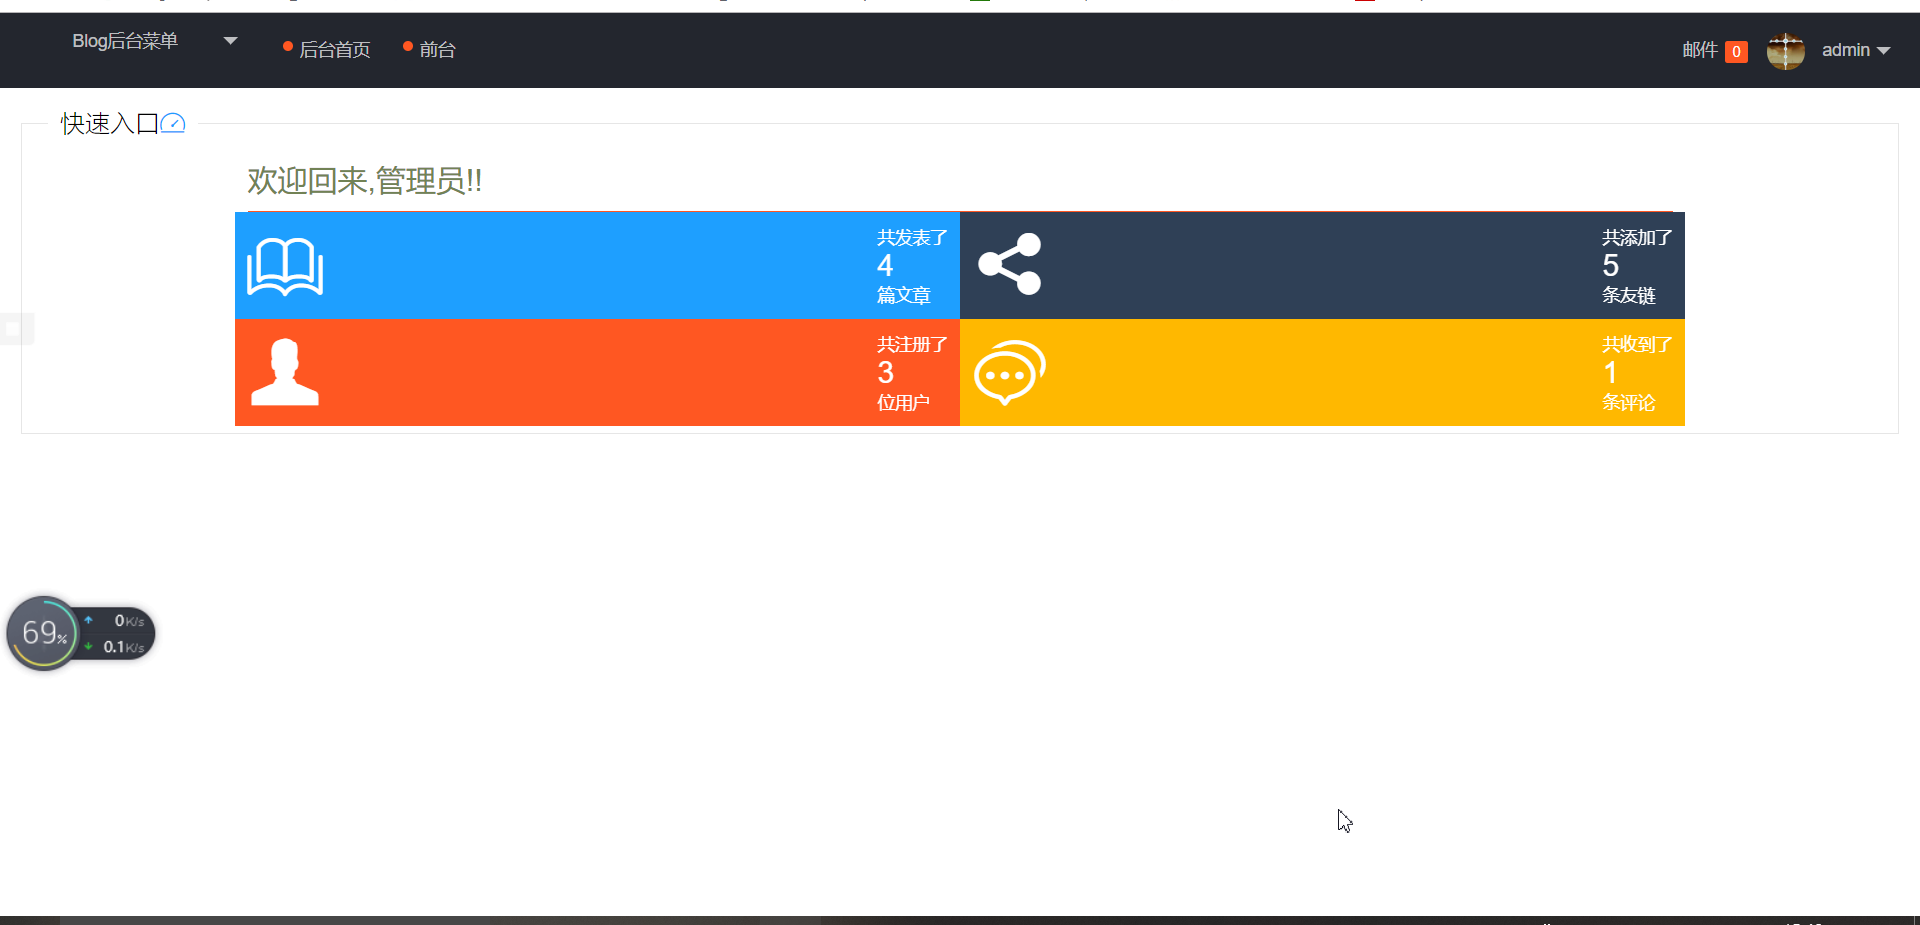 Blog后台菜单
后台首页
前台
邮件 0
admin
快速入口
欢迎回来,管理员!!
共发表了
4
篇文章
共添加了
5
条友链
共注册了
3
位用户
共收到了
1
条评论
69%
0K/s
0.1K/s